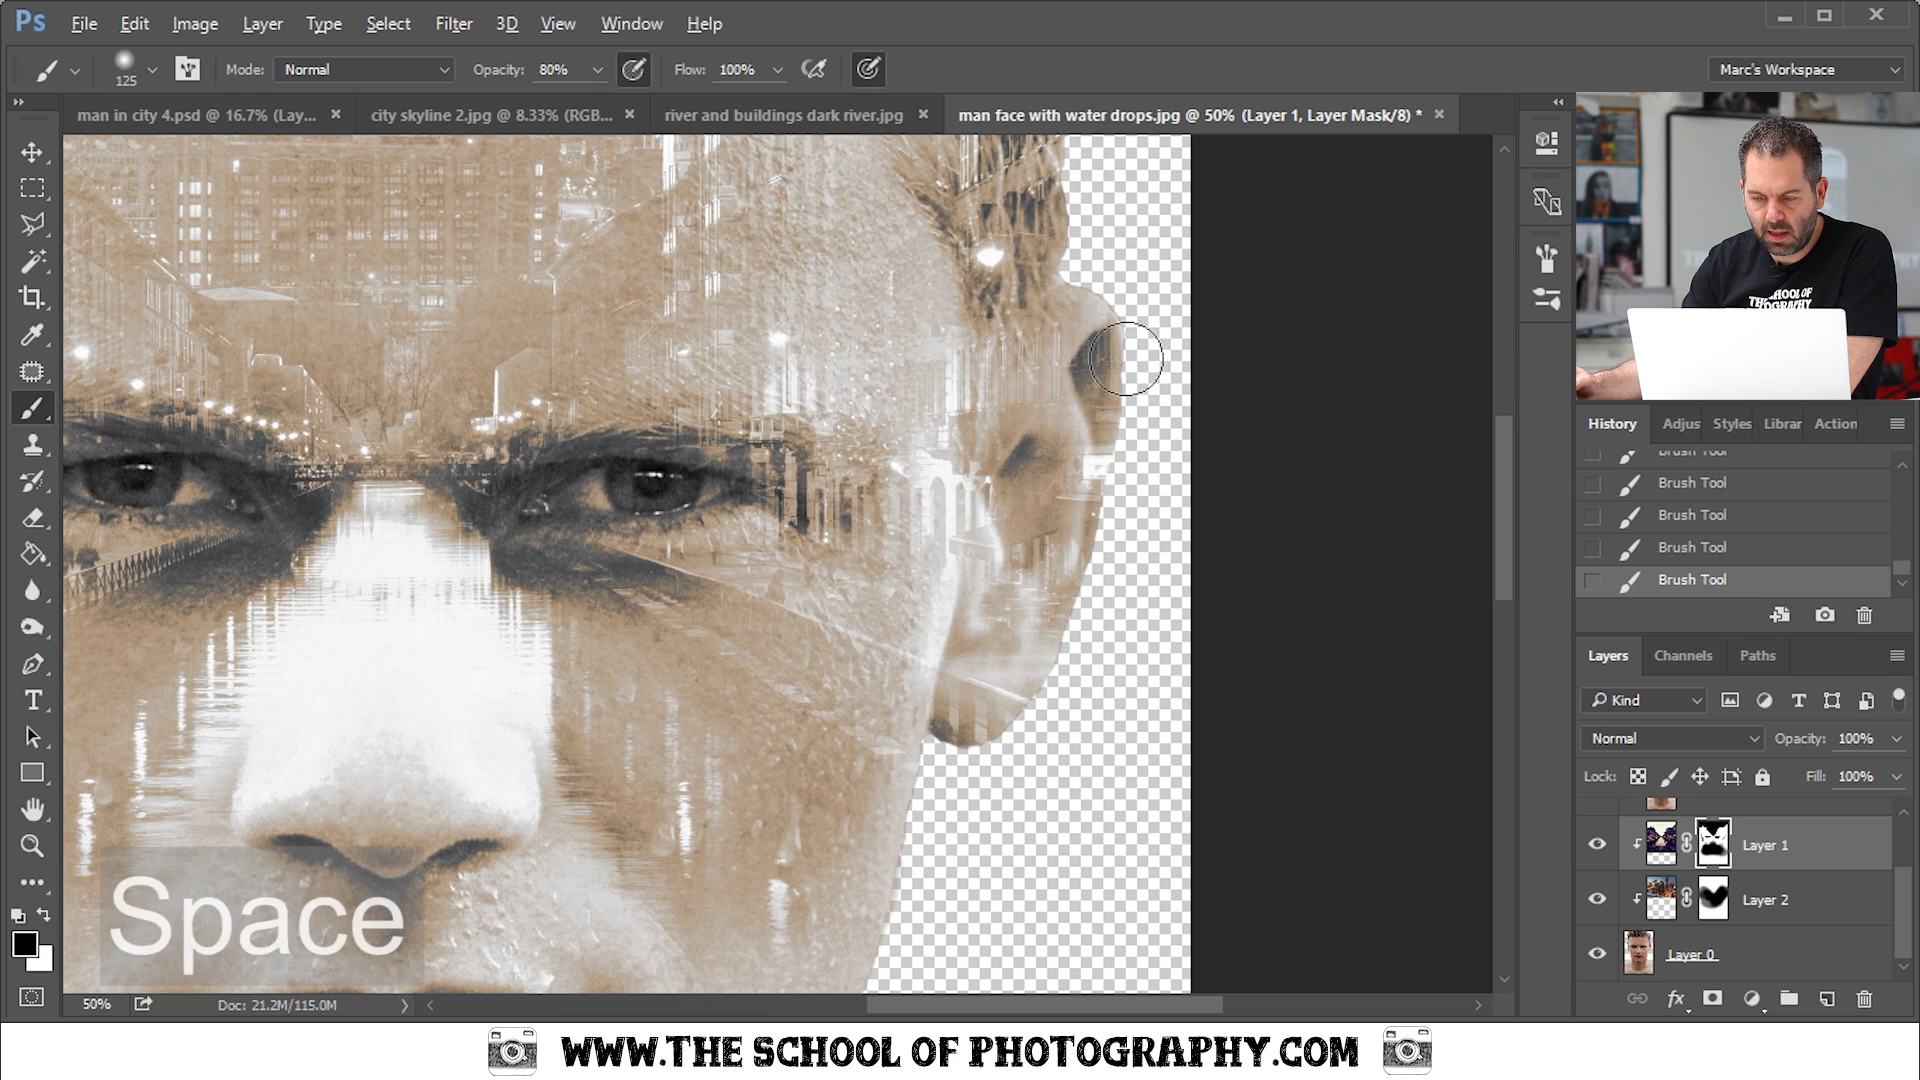 Ps File Edit Image Layer Type Select Filter 3D View Window Help
125 Mode: Normal Opacity: 80% Flow: 100% Marc's Workspace
man in city 4.psd @ 16.7% (Lay... × city skyline 2.jpg @ 8.33% (RGB... × river and buildings dark river.jpg × man face with water drops.jpg @ 50% (Layer 1, Layer Mask/8) * ×
History Adjus Styles Librar Action
Brush Tool
Brush Tool
Brush Tool
Brush Tool
Brush Tool
Layers Channels Paths
Kind
Normal Opacity: 100%
Lock: Fill: 100%
Layer 1
Layer 2
Layer 0
fx
Space
50% Doc: 21.2M/115.0M
WWW.THE SCHOOL OF PHOTOGRAPHY.COM